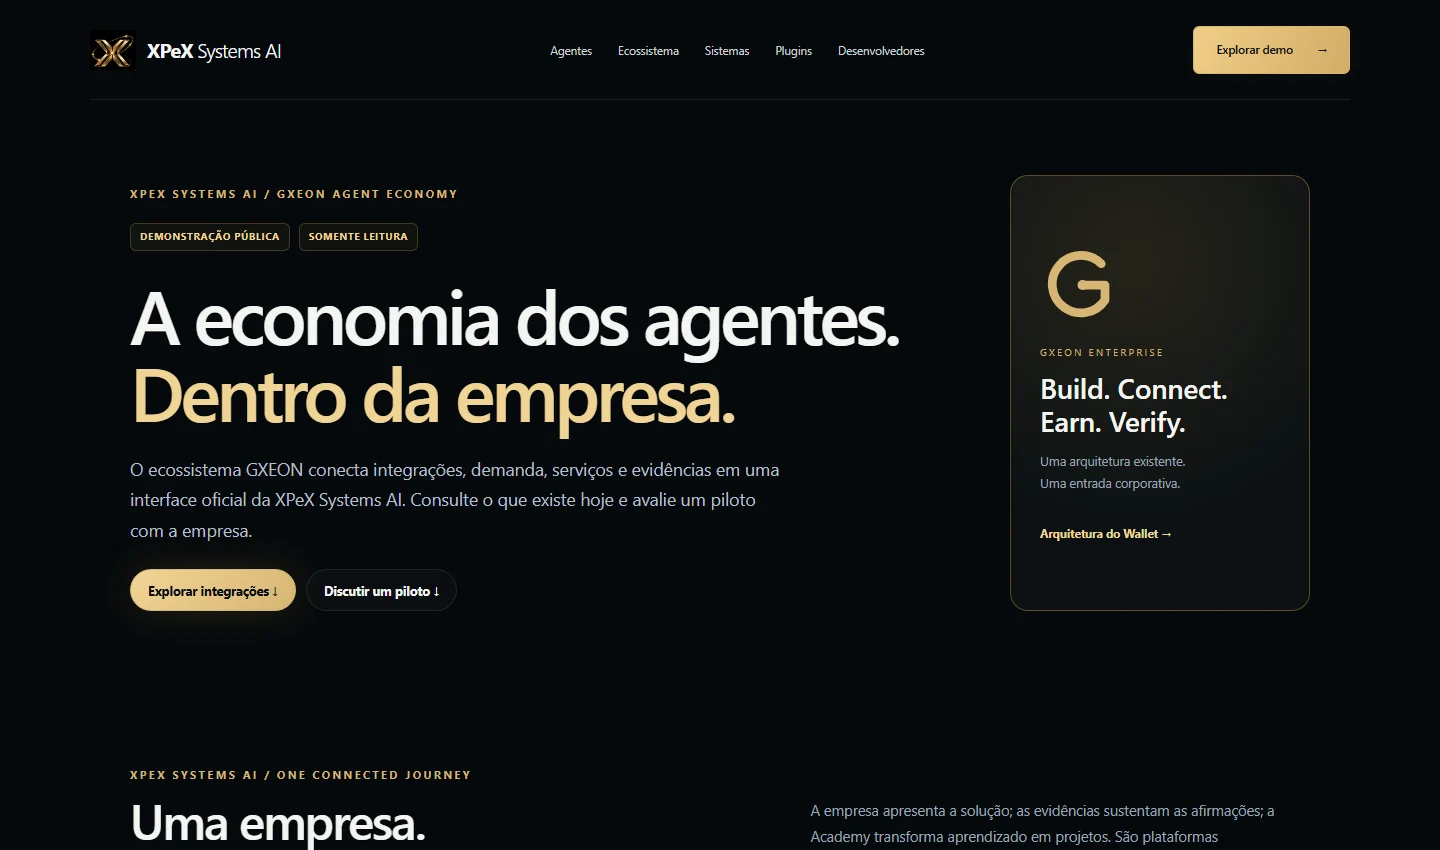 XPeX Systems AI
Agentes
Ecossistema
Sistemas
Plugins
Desenvolvedores
Explorar demo →
XPEX SYSTEMS AI / GXEON AGENT ECONOMY
DEMONSTRAÇÃO PÚBLICA
SOMENTE LEITURA
A economia dos agentes.
Dentro da empresa.
O ecossistema GXEON conecta integrações, demanda, serviços e evidências em uma
interface oficial da XPeX Systems AI. Consulte o que existe hoje e avalie um piloto
com a empresa.
Explorar integrações ↓
Discutir um piloto ↓
G
GXEON ENTERPRISE
Build. Connect.
Earn. Verify.
Uma arquitetura existente.
Uma entrada corporativa.
Arquitetura do Wallet →
XPEX SYSTEMS AI / ONE CONNECTED JOURNEY
Uma empresa.
A empresa apresenta a solução; as evidências sustentam as afirmações; a
Academy transforma aprendizado em projetos. São plataformas